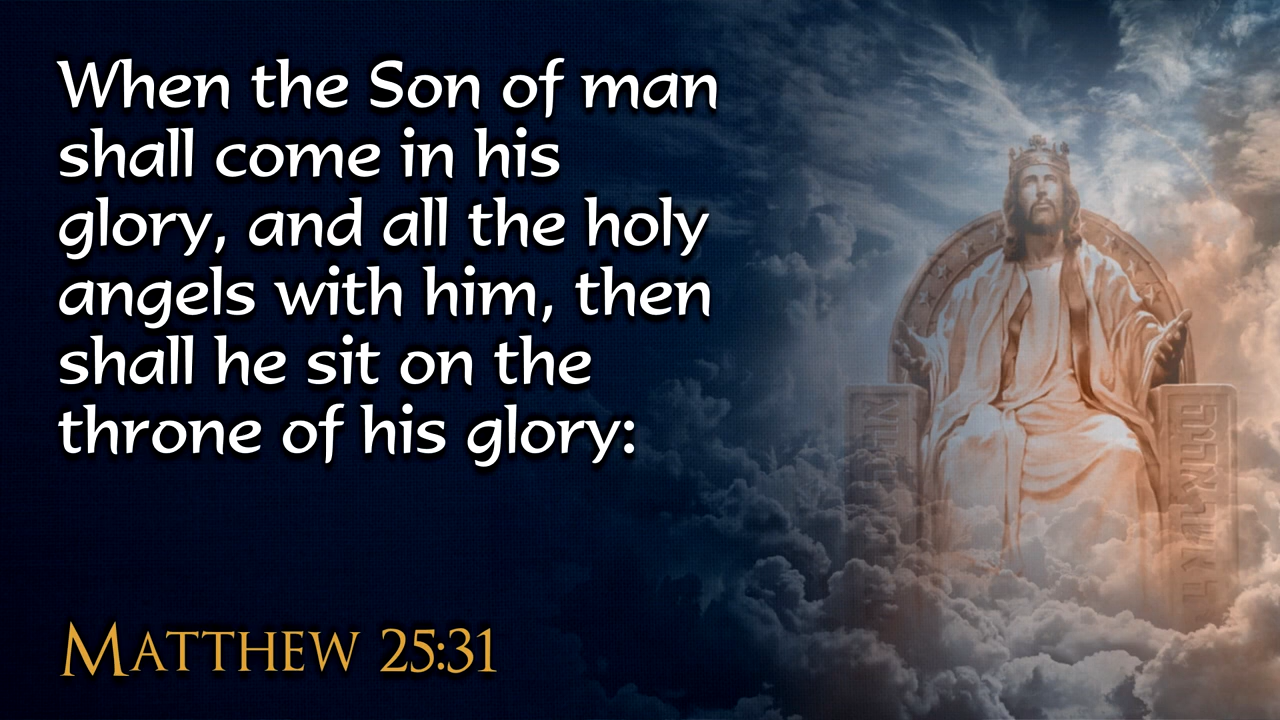 When the Son of man
shall come in his
glory, and all the holy
angels with him, then
shall he sit on the
throne of his glory:
MATTHEW 25:31